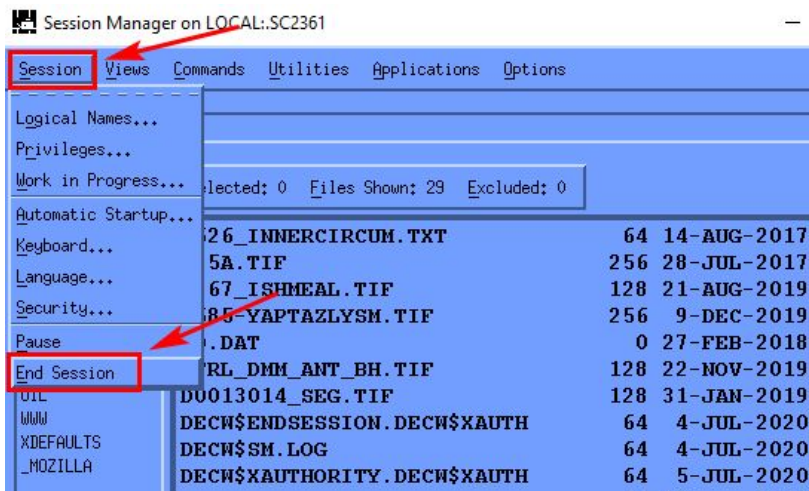 Session Manager on LOCAL:.SC2361
Session Views Commands Utilities Applications Options
Logical Names...
Privileges...
Work in Progress...
Automatic Startup...
Keyboard...
Language...
Security...
Pause
End Session
WWW
XDEFAULTS
_MOZILLA
elected: 0 Files Shown: 29 Excluded: 0
526_INNERCIRCUM.TXT 64 14-AUG-2017
5A.TIF 256 28-JUL-2017
67_ISHMEAL.TIF 128 21-AUG-2019
585-YAPTAZLYSM.TIF 256 9-DEC-2019
.DAT 0 27-FEB-2018
TRL_DMM_ANT_BH.TIF 128 22-NOV-2019
D0013014_SEG.TIF 128 31-JAN-2019
DECW$ENDSESSION.DECW$XAUTH 64 4-JUL-2020
DECW$SM.LOG 64 4-JUL-2020
DECW$XAUTHORITY.DECW$XAUTH 64 5-JUL-2020